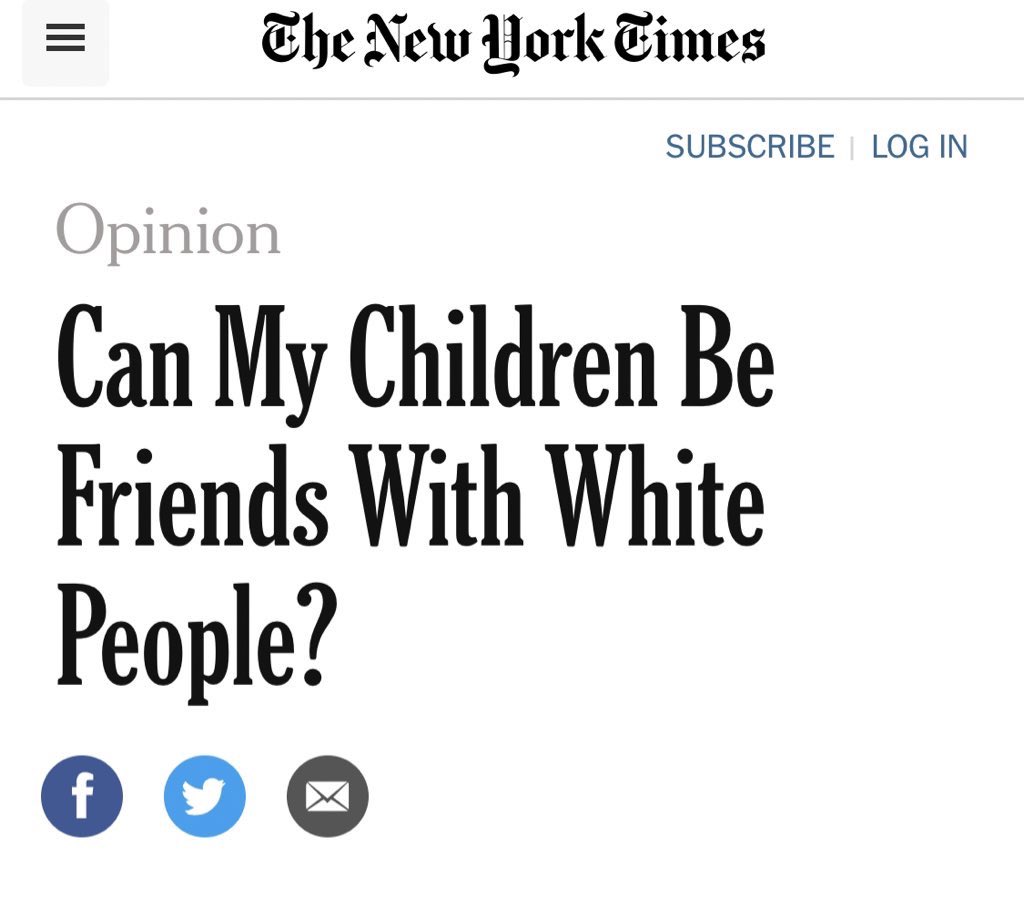 The New York Times
SUBSCRIBE | LOG IN
Opinion
Can My Children Be
Friends With White
People?